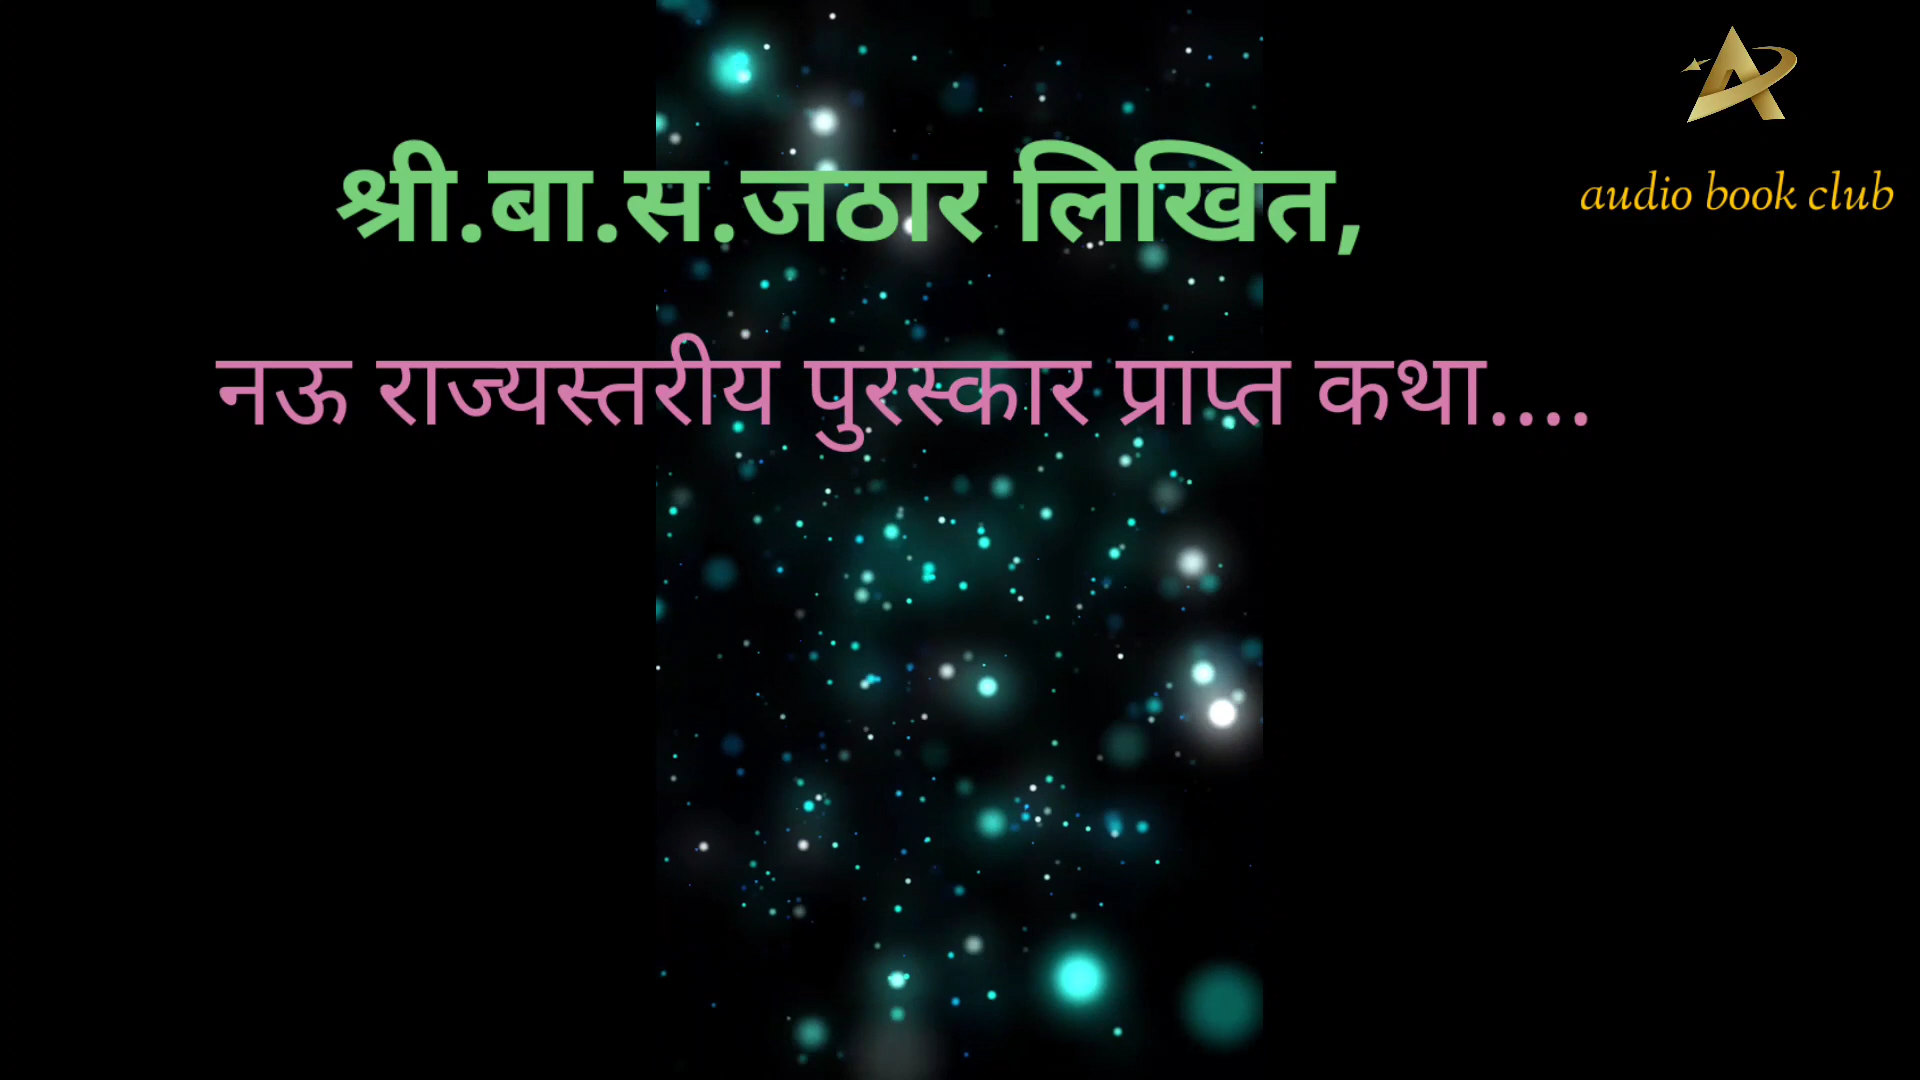 श्री.बा.स.जठार लिखित,
नऊ राज्यस्तरीय पुरस्कार प्राप्त कथा....
audio book club